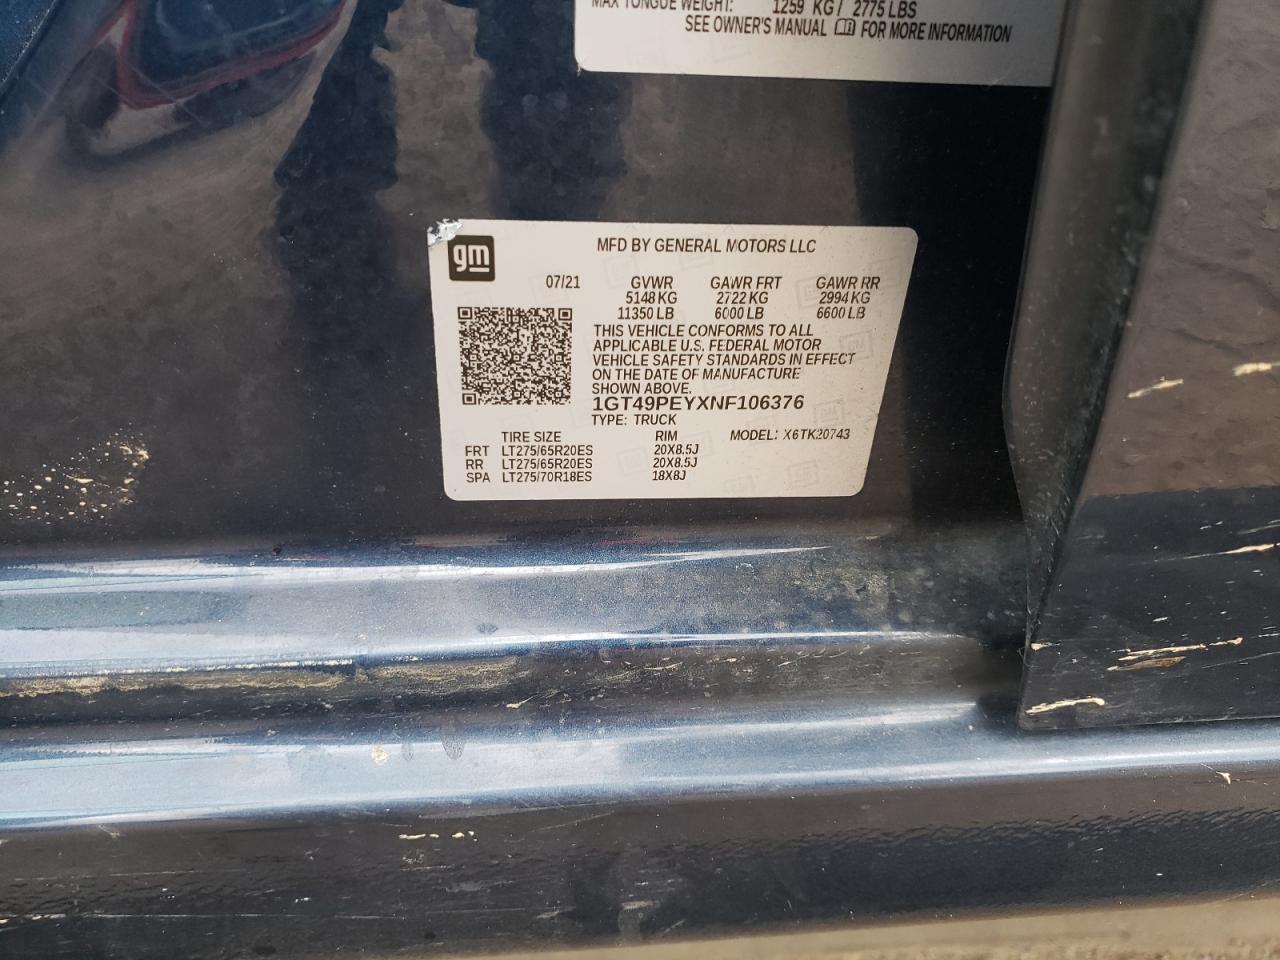 MAX TONGUE WEIGHT: 1259 KG / 2775 LBS
SEE OWNER'S MANUAL FOR MORE INFORMATION
gm
MFD BY GENERAL MOTORS LLC
07/21 GVWR GAWR FRT GAWR RR
5148 KG 2722 KG 2994 KG
11350 LB 6000 LB 6600 LB
THIS VEHICLE CONFORMS TO ALL
APPLICABLE U.S. FEDERAL MOTOR
VEHICLE SAFETY STANDARDS IN EFFECT
ON THE DATE OF MANUFACTURE
SHOWN ABOVE.
1GT49PEYXNF106376
TYPE: TRUCK
TIRE SIZE RIM MODEL: X6TK20743
FRT LT275/65R20ES 20X8.5J
RR LT275/65R20ES 20X8.5J
SPA LT275/70R18ES 18X8J